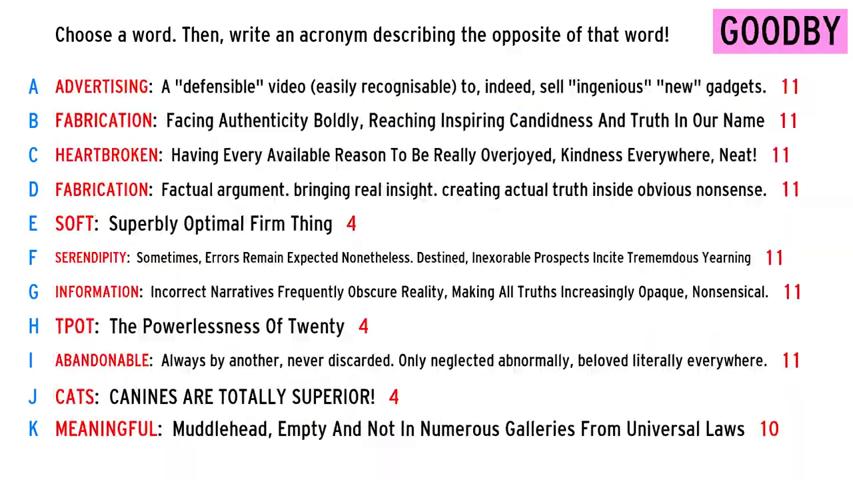 Choose a word. Then, write an acronym describing the opposite of that word!
GOODBY
A ADVERTISING: A "defensible" video (easily recognisable) to, indeed, sell "ingenious" "new" gadgets. 11
B FABRICATION: Facing Authenticity Boldly, Reaching Inspiring Candidness And Truth In Our Name 11
C HEARTBROKEN: Having Every Available Reason To Be Really Overjoyed, Kindness Everywhere, Neat! 11
D FABRICATION: Factual argument. bringing real insight. creating actual truth inside obvious nonsense. 11
E SOFT: Superbly Optimal Firm Thing 4
F SERENDIPITY: Sometimes, Errors Remain Expected Nonetheless. Destined, Inexorable Prospects Incite Trememdous Yearning 11
G INFORMATION: Incorrect Narratives Frequently Obscure Reality, Making All Truths Increasingly Opaque, Nonsensical. 11
H TPOT: The Powerlessness Of Twenty 4
I ABANDONABLE: Always by another, never discarded. Only neglected abnormally, beloved literally everywhere. 11
J CATS: CANINES ARE TOTALLY SUPERIOR! 4
K MEANINGFUL: Muddlehead, Empty And Not In Numerous Galleries From Universal Laws 10